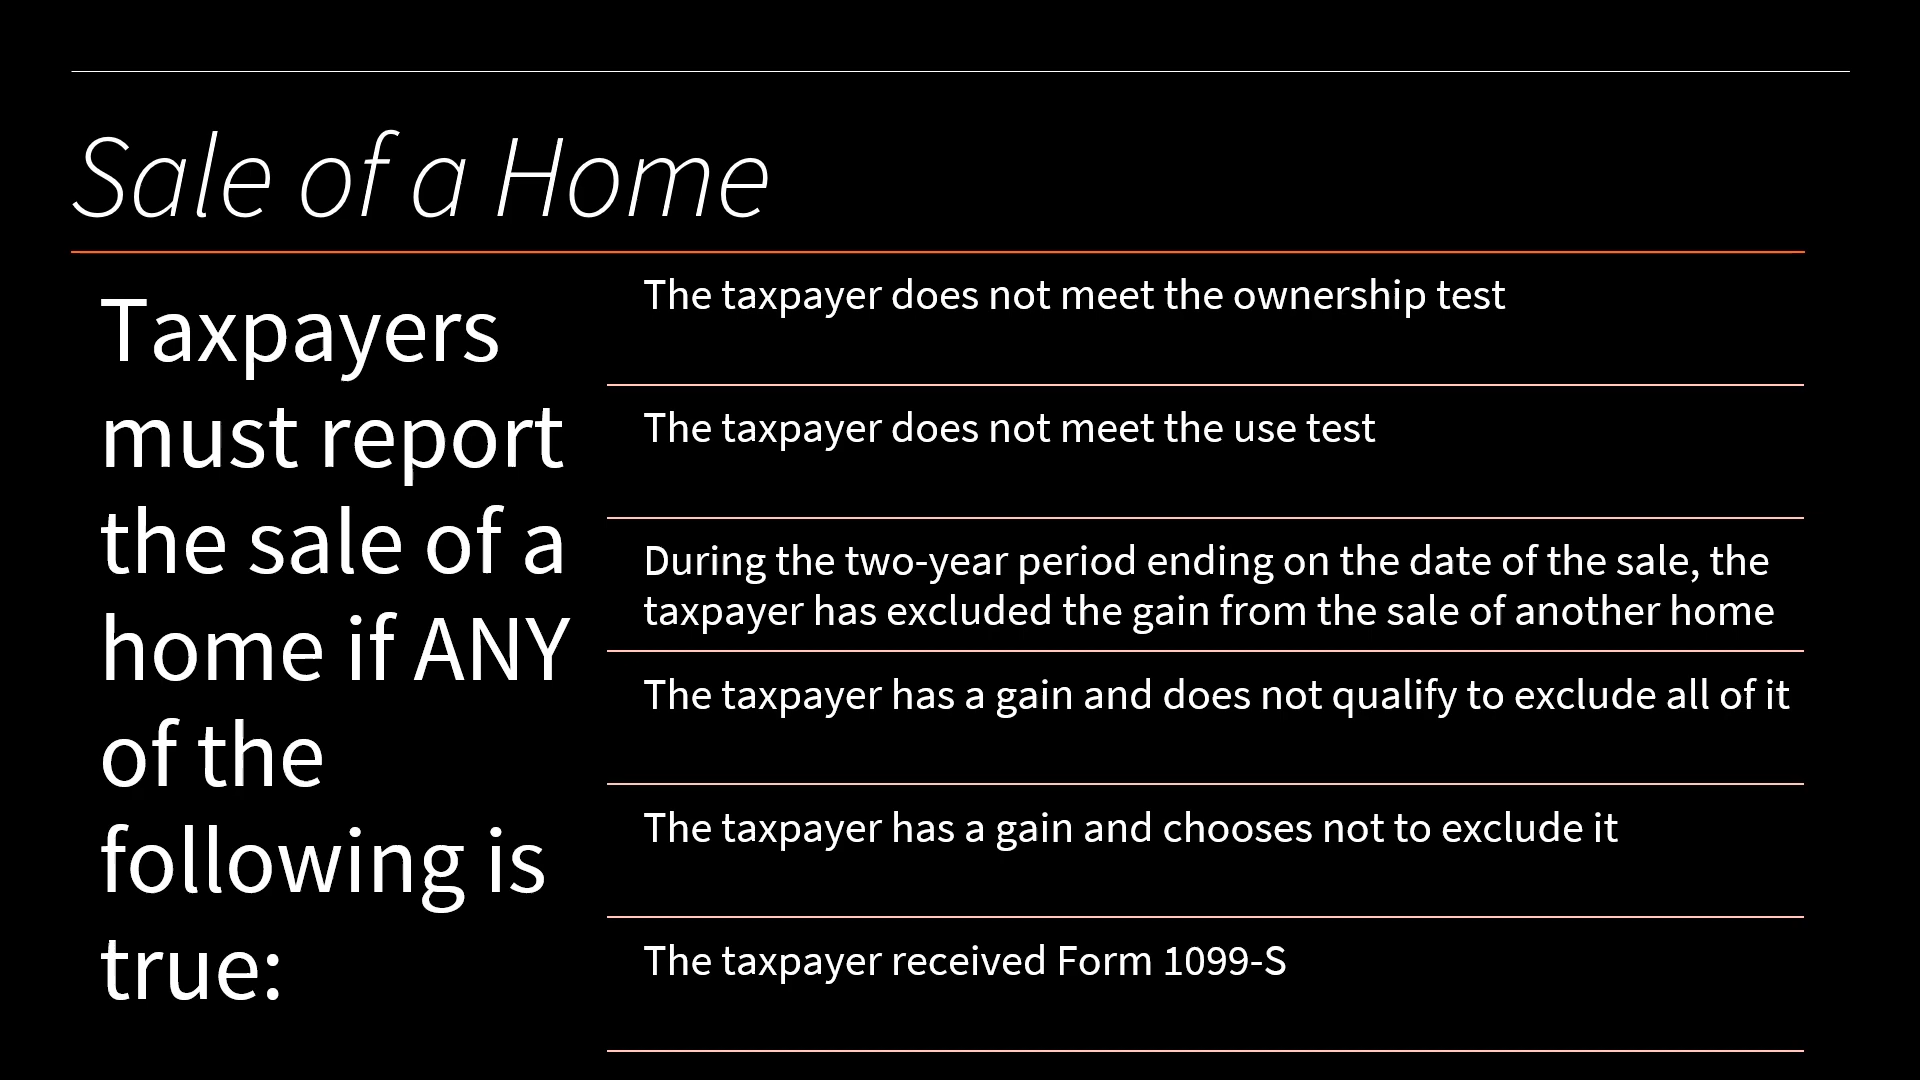 Sale of a Home
Taxpayers
must report
the sale of a
home if ANY
of the
following is
true:
The taxpayer does not meet the ownership test
The taxpayer does not meet the use test
During the two-year period ending on the date of the sale, the
taxpayer has excluded the gain from the sale of another home
The taxpayer has a gain and does not qualify to exclude all of it
The taxpayer has a gain and chooses not to exclude it
The taxpayer received Form 1099-S